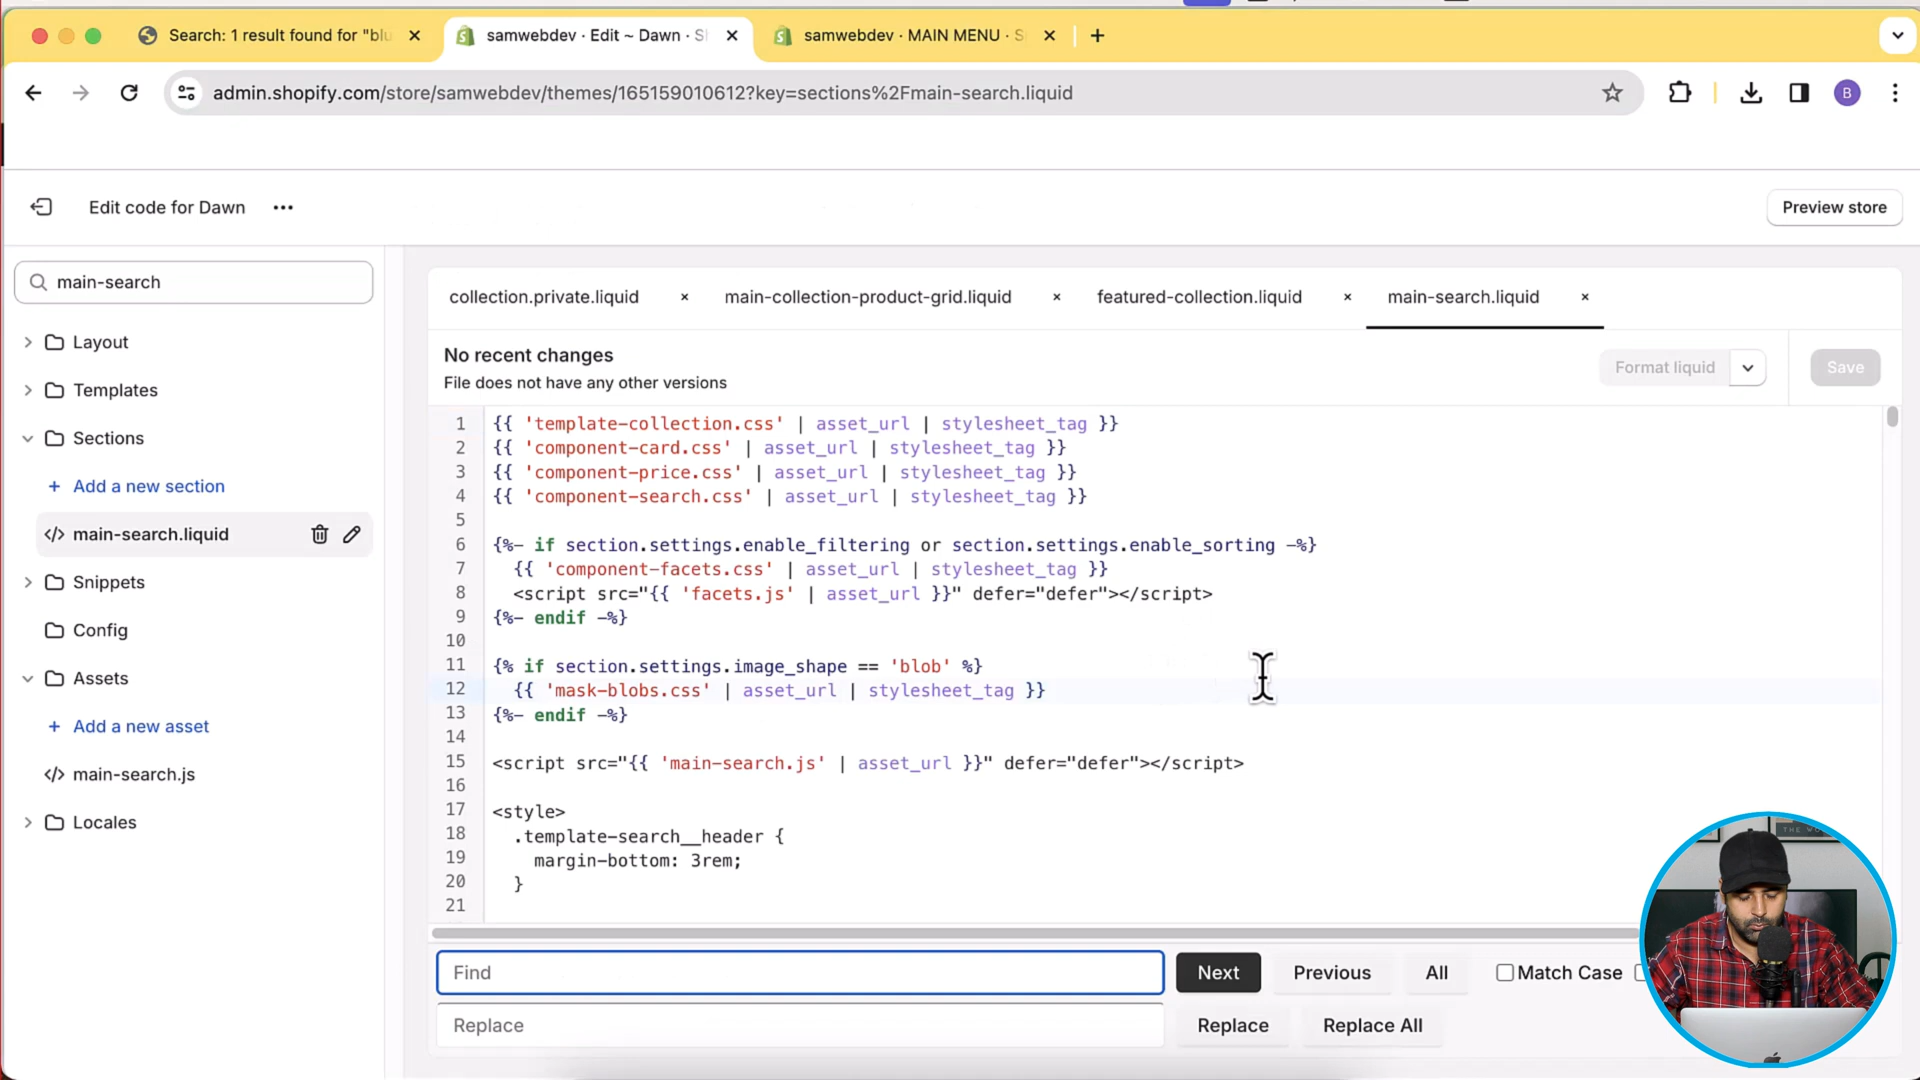 Search: 1 result found for "blu
samwebdev · Edit ~ Dawn · S
samwebdev · MAIN MENU · S
admin.shopify.com/store/samwebdev/themes/165159010612?key=sections%2Fmain-search.liquid
B
Edit code for Dawn
Preview store
main-search
Layout
Templates
Sections
+ Add a new section
</> main-search.liquid
Snippets
Config
Assets
+ Add a new asset
</> main-search.js
Locales
collection.private.liquid
main-collection-product-grid.liquid
featured-collection.liquid
main-search.liquid
No recent changes
File does not have any other versions
Format liquid
Save
1 {{ 'template-collection.css' | asset_url | stylesheet_tag }}
2 {{ 'component-card.css' | asset_url | stylesheet_tag }}
3 {{ 'component-price.css' | asset_url | stylesheet_tag }}
4 {{ 'component-search.css' | asset_url | stylesheet_tag }}
5
6 {%- if section.settings.enable_filtering or section.settings.enable_sorting -%}
7 {{ 'component-facets.css' | asset_url | stylesheet_tag }}
8 <script src="{{ 'facets.js' | asset_url }}" defer="defer"></script>
9 {%- endif -%}
10
11 {% if section.settings.image_shape == 'blob' %}
12 {{ 'mask-blobs.css' | asset_url | stylesheet_tag }}
13 {%- endif -%}
14
15 <script src="{{ 'main-search.js' | asset_url }}" defer="defer"></script>
16
17 <style>
18 .template-search__header {
19 margin-bottom: 3rem;
20 }
21
Find
Next
Previous
All
Match Case
Replace
Replace
Replace All